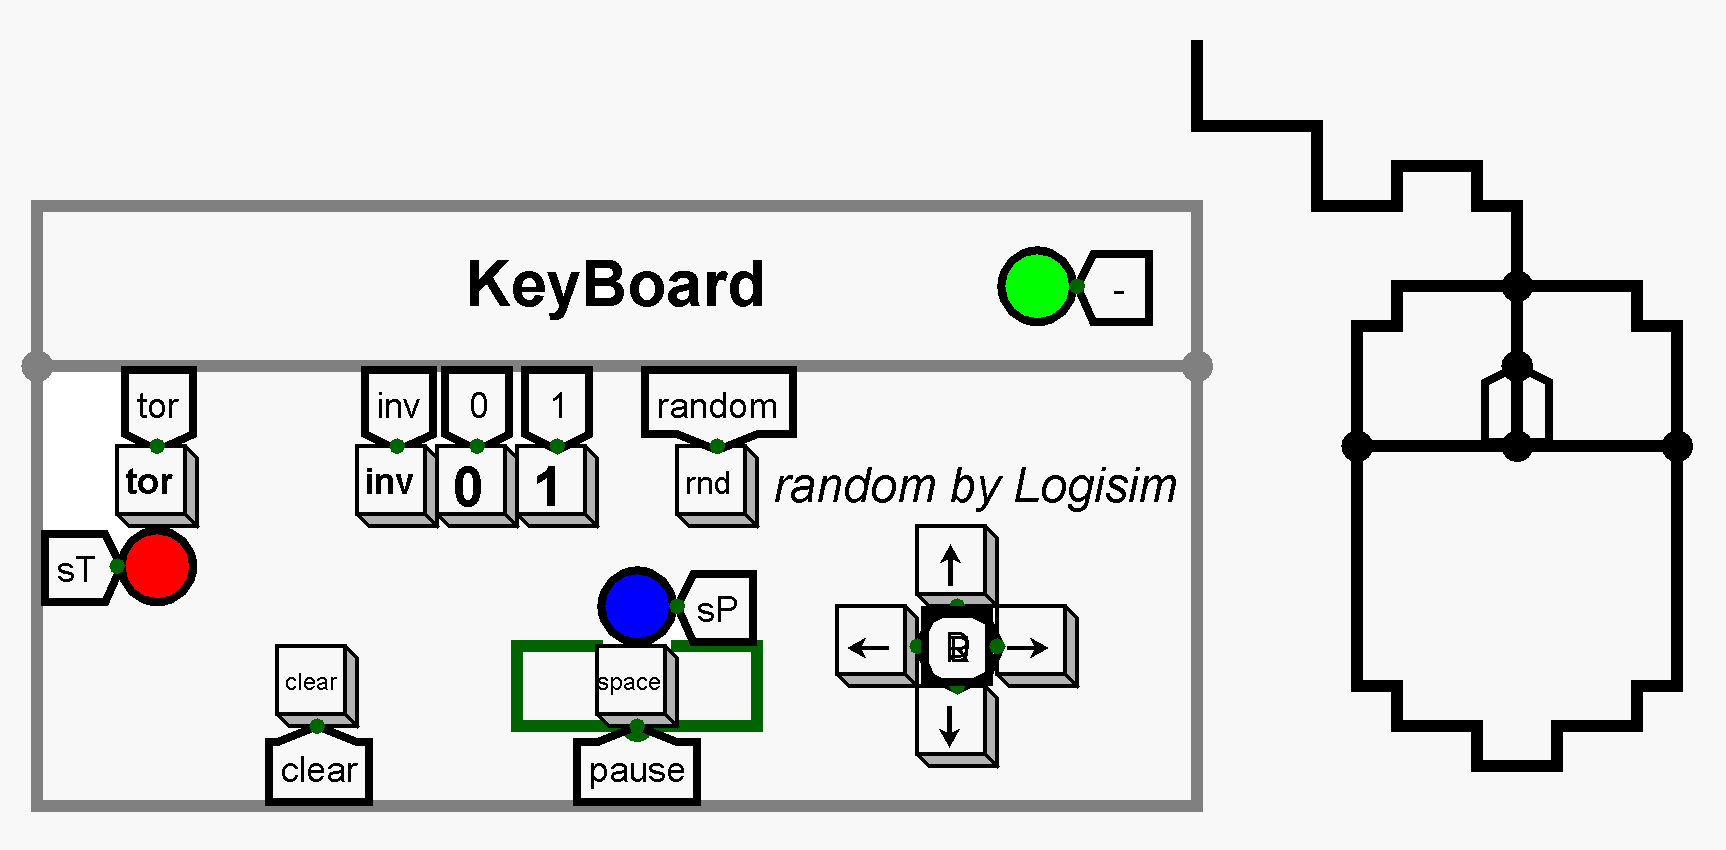 KeyBoard
-
tor inv 0 1 random
tor inv 0 1 rnd
random by Logisim
sT
sP
clear space
clear pause